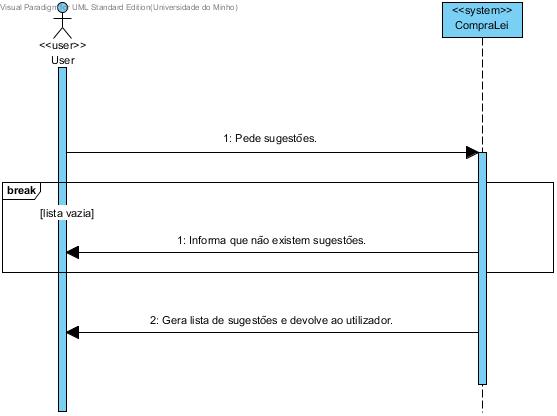 Visual Paradigm for UML Standard Edition(Universidade do Minho)
<<user>>
User
<<system>>
CompraLei
1: Pede sugestões.
break
[lista vazia]
1: Informa que não existem sugestões.
2: Gera lista de sugestões e devolve ao utilizador.